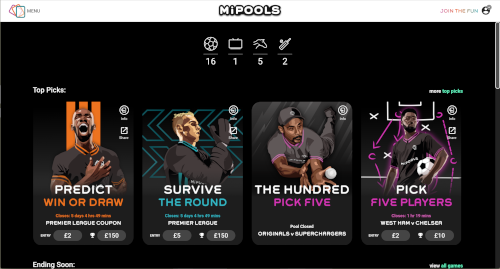 MENU
MiPOOLS
JOIN THE FUN
16
1
5
2
Top Picks:
more top picks
Info
Share
PREDICT
WIN OR DRAW
Closes: 5 days 4 hrs 49 mins
PREMIER LEAGUE COUPON
ENTRY £2 £150
Info
Share
SURVIVE
THE ROUND
Closes: 5 days 4 hrs 49 mins
PREMIER LEAGUE
ENTRY £5 £150
Info
THE HUNDRED
PICK FIVE
Pool Closed
ORIGINALS v SUPERCHARGERS
Info
Share
PICK
FIVE PLAYERS
Closes: 1 hr 19 mins
WEST HAM v CHELSEA
ENTRY £2 £10
Ending Soon:
view all games